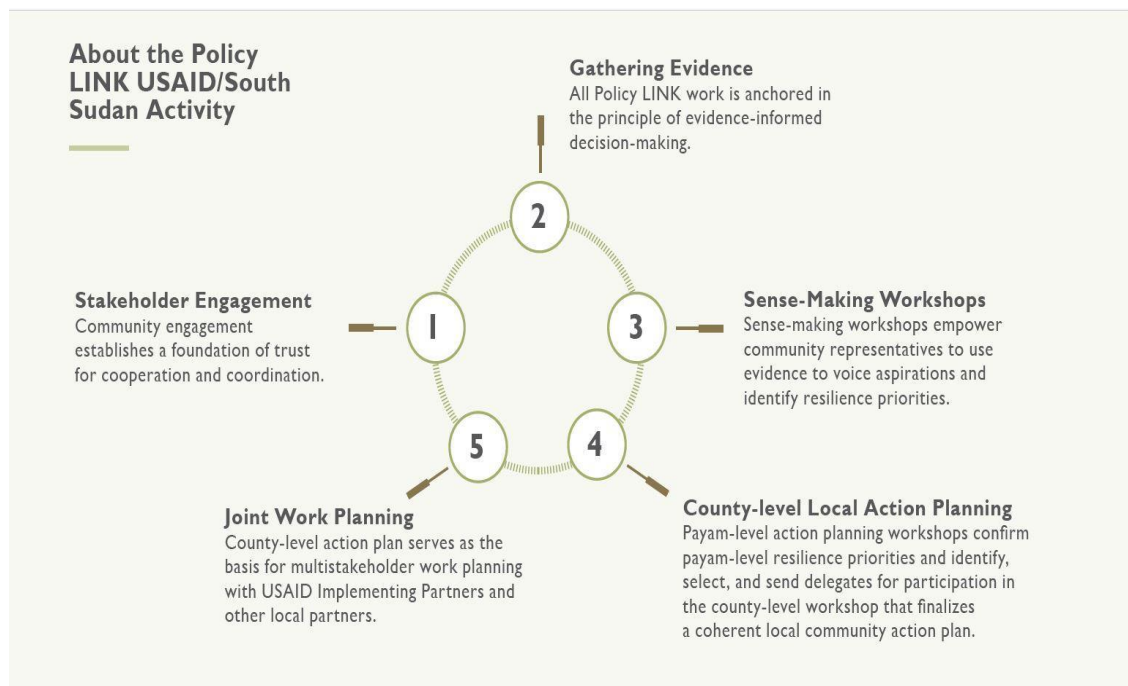 About the Policy
LINK USAID/South
Sudan Activity
Gathering Evidence
All Policy LINK work is anchored in
the principle of evidence-informed
decision-making.
2
Stakeholder Engagement
Community engagement
establishes a foundation of trust
for cooperation and coordination.
1
3
Sense-Making Workshops
Sense-making workshops empower
community representatives to use
evidence to voice aspirations and
identify resilience priorities.
5
4
Joint Work Planning
County-level action plan serves as the
basis for multistakeholder work planning
with USAID Implementing Partners and
other local partners.
County-level Local Action Planning
Payam-level action planning workshops confirm
payam-level resilience priorities and identify,
select, and send delegates for participation in
the county-level workshop that finalizes
a coherent local community action plan.